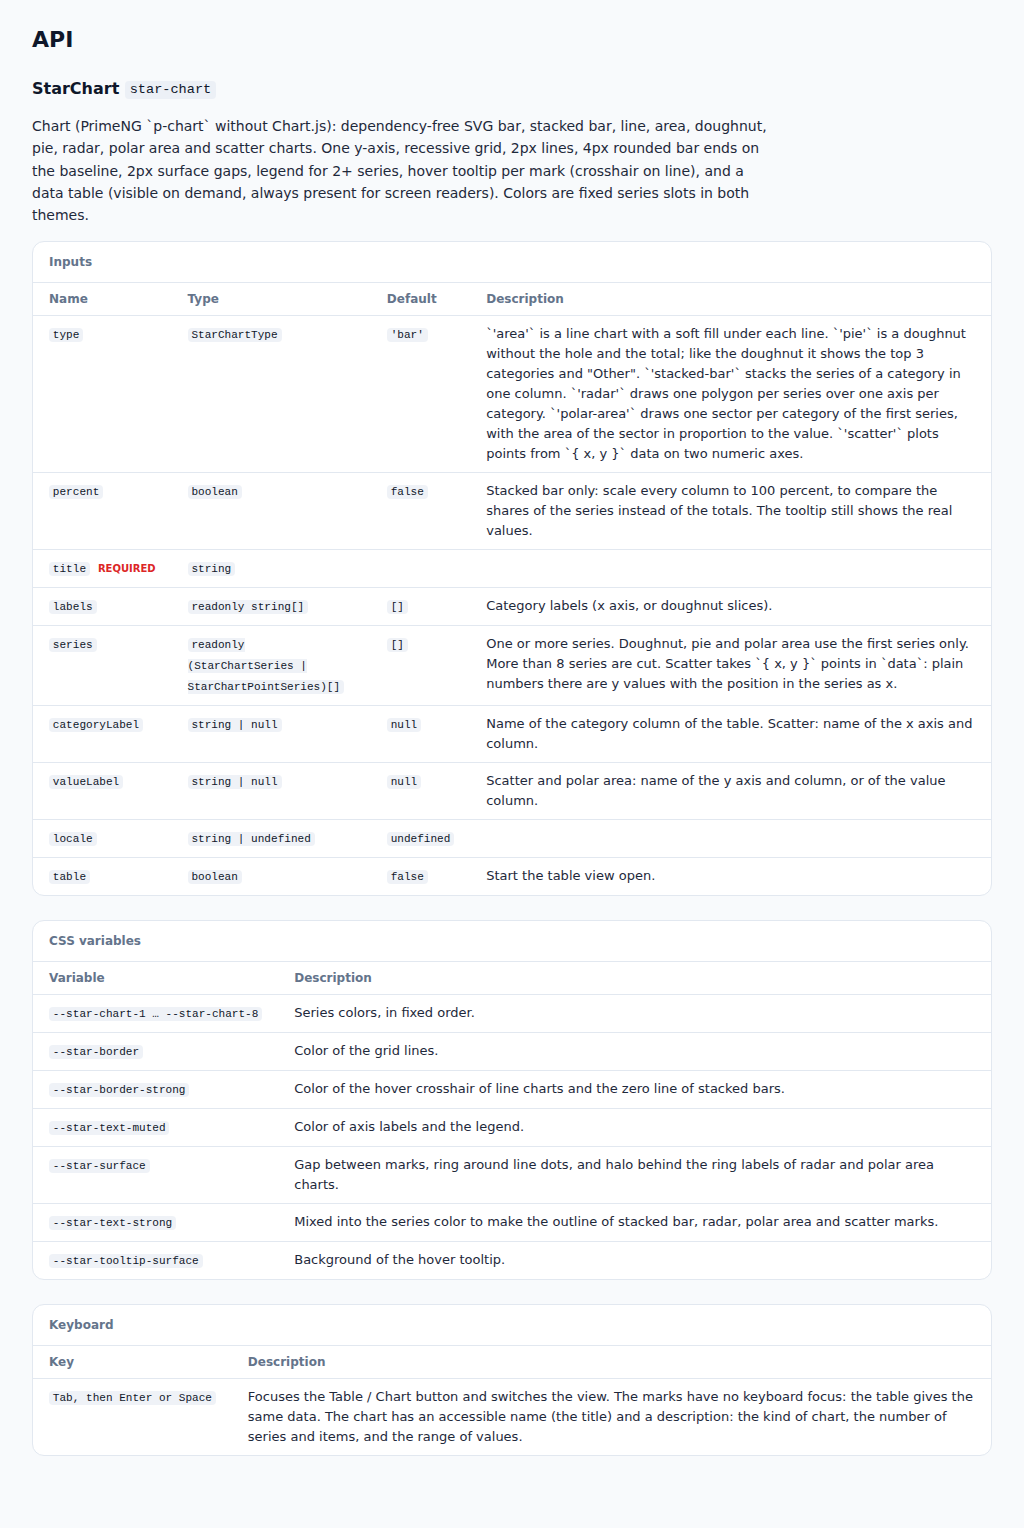 API
StarChart star-chart
Chart (PrimeNG `p-chart` without Chart.js): dependency-free SVG bar, stacked bar, line, area, doughnut,
pie, radar, polar area and scatter charts. One y-axis, recessive grid, 2px lines, 4px rounded bar ends on
the baseline, 2px surface gaps, legend for 2+ series, hover tooltip per mark (crosshair on line), and a
data table (visible on demand, always present for screen readers). Colors are fixed series slots in both
themes.
Inputs
Name Type Default Description
type StarChartType 'bar' `'area'` is a line chart with a soft fill under each line. `'pie'` is a doughnut
without the hole and the total; like the doughnut it shows the top 3
categories and "Other". `'stacked-bar'` stacks the series of a category in
one column. `'radar'` draws one polygon per series over one axis per
category. `'polar-area'` draws one sector per category of the first series,
with the area of the sector in proportion to the value. `'scatter'` plots
points from `{ x, y }` data on two numeric axes.
percent boolean false Stacked bar only: scale every column to 100 percent, to compare the
shares of the series instead of the totals. The tooltip still shows the real
values.
title REQUIRED string
labels readonly string[] [] Category labels (x axis, or doughnut slices).
series readonly [] One or more series. Doughnut, pie and polar area use the first series only.
(StarChartSeries | More than 8 series are cut. Scatter takes `{ x, y }` points in `data`: plain
StarChartPointSeries)[] numbers there are y values with the position in the series as x.
categoryLabel string | null null Name of the category column of the table. Scatter: name of the x axis and
column.
valueLabel string | null null Scatter and polar area: name of the y axis and column, or of the value
column.
locale string | undefined undefined
table boolean false Start the table view open.
CSS variables
Variable Description
--star-chart-1 … --star-chart-8 Series colors, in fixed order.
--star-border Color of the grid lines.
--star-border-strong Color of the hover crosshair of line charts and the zero line of stacked bars.
--star-text-muted Color of axis labels and the legend.
--star-surface Gap between marks, ring around line dots, and halo behind the ring labels of radar and polar area
charts.
--star-text-strong Mixed into the series color to make the outline of stacked bar, radar, polar area and scatter marks.
--star-tooltip-surface Background of the hover tooltip.
Keyboard
Key Description
Tab, then Enter or Space Focuses the Table / Chart button and switches the view. The marks have no keyboard focus: the table gives the
same data. The chart has an accessible name (the title) and a description: the kind of chart, the number of
series and items, and the range of values.